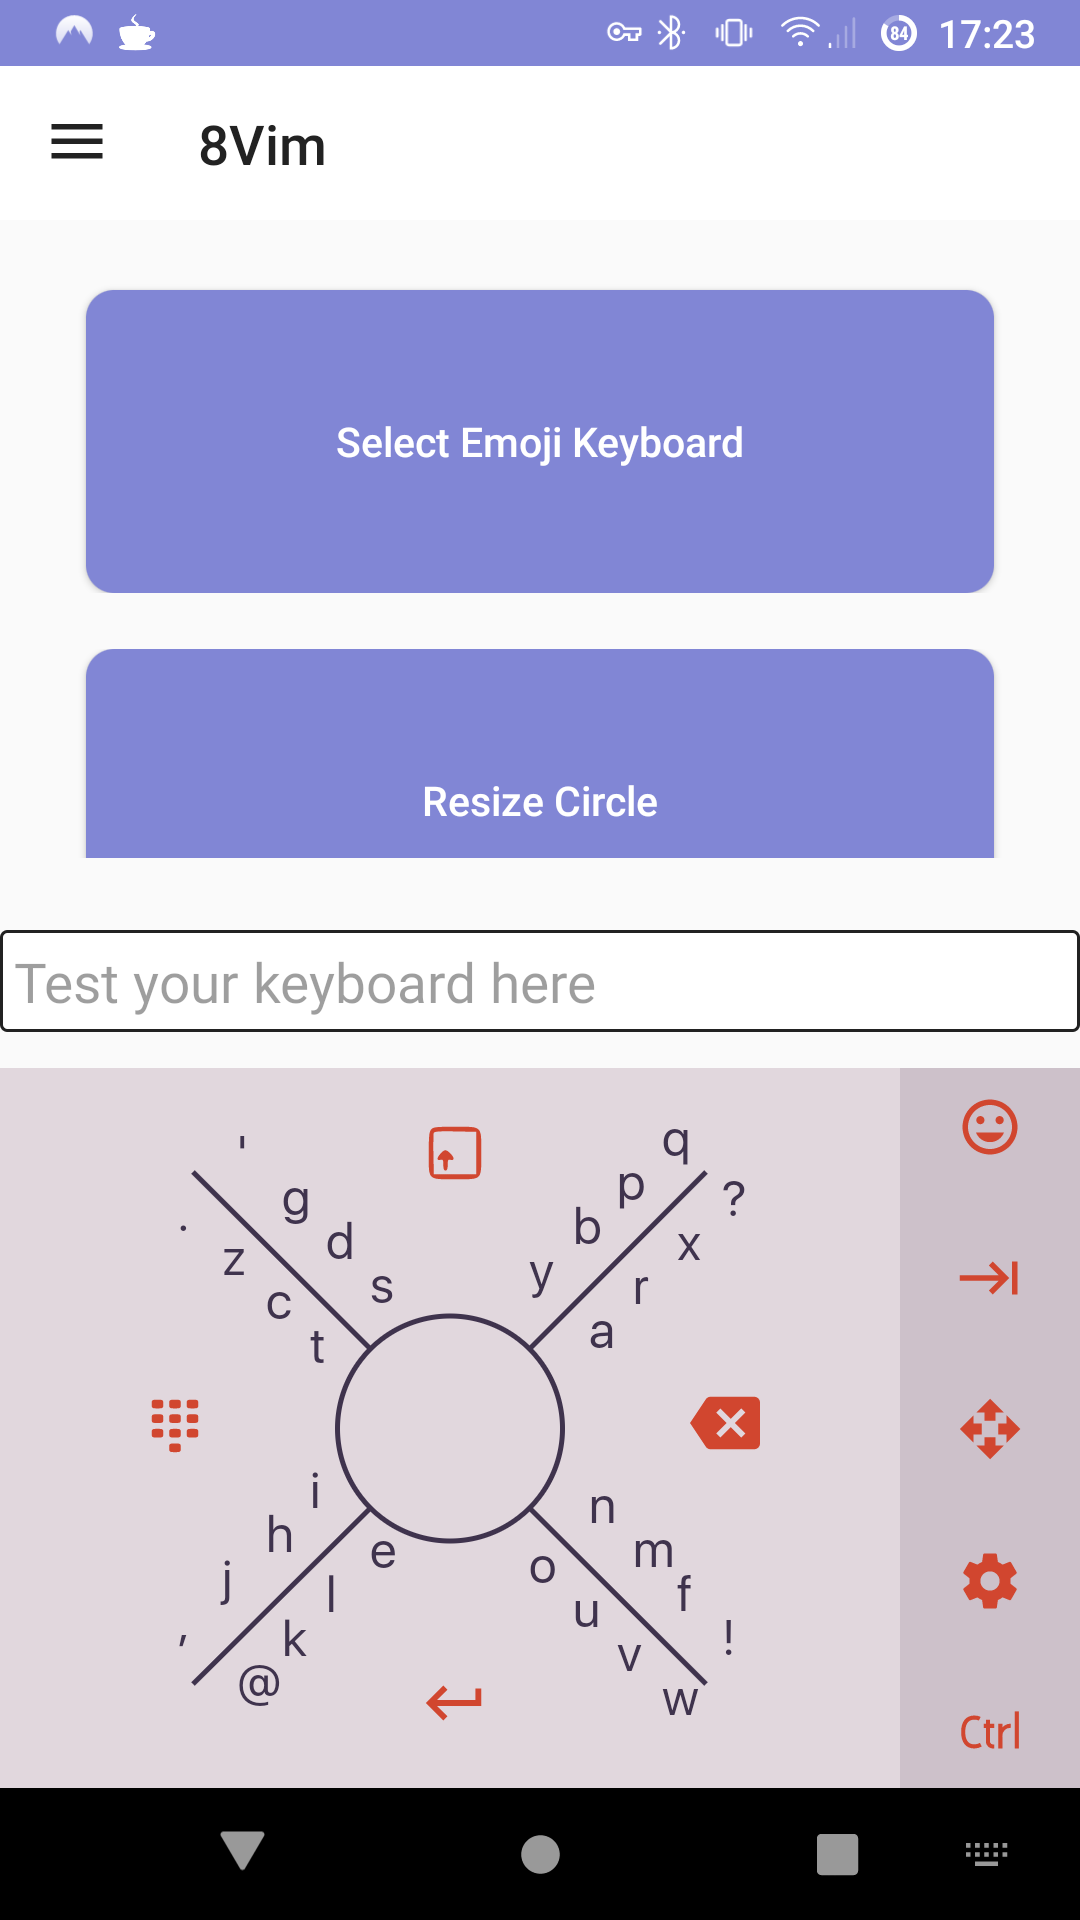 84 17:23
8Vim
Select Emoji Keyboard
Resize Circle
Test your keyboard here
' q
g p ?
. d b x
z s y r
c a
t
i n
h e m
j l o f
, k u !
@ v
w
Ctrl